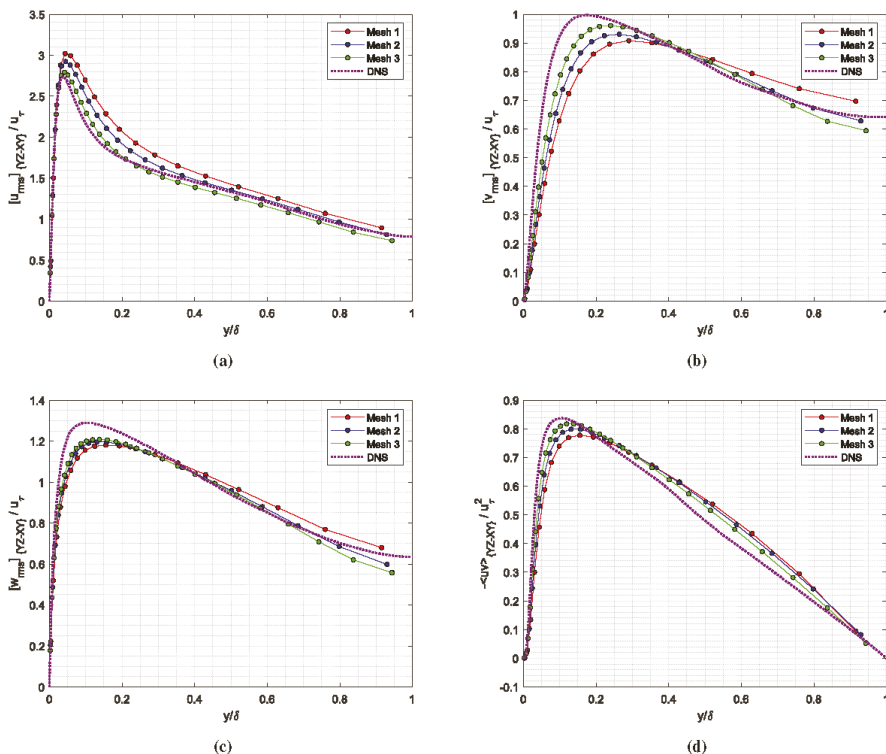 3.5
3
2.5
2
1.5
1
0.5
0
[u_rms]_{YZ-XY} / u_τ
0 0.2 0.4 0.6 0.8 1
y/δ
Mesh 1
Mesh 2
Mesh 3
DNS
(a)
1
0.9
0.8
0.7
0.6
0.5
0.4
0.3
0.2
0.1
0
[v_rms]_{YZ-XY} / u_τ
0 0.2 0.4 0.6 0.8 1
y/δ
Mesh 1
Mesh 2
Mesh 3
DNS
(b)
1.4
1.2
1
0.8
0.6
0.4
0.2
0
[w_rms]_{YZ-XY} / u_τ
0 0.2 0.4 0.6 0.8 1
y/δ
Mesh 1
Mesh 2
Mesh 3
DNS
(c)
0.9
0.8
0.7
0.6
0.5
0.4
0.3
0.2
0.1
0
-0.1
-<uv>_{YZ-XY} / u_τ^2
0 0.2 0.4 0.6 0.8 1
y/δ
Mesh 1
Mesh 2
Mesh 3
DNS
(d)